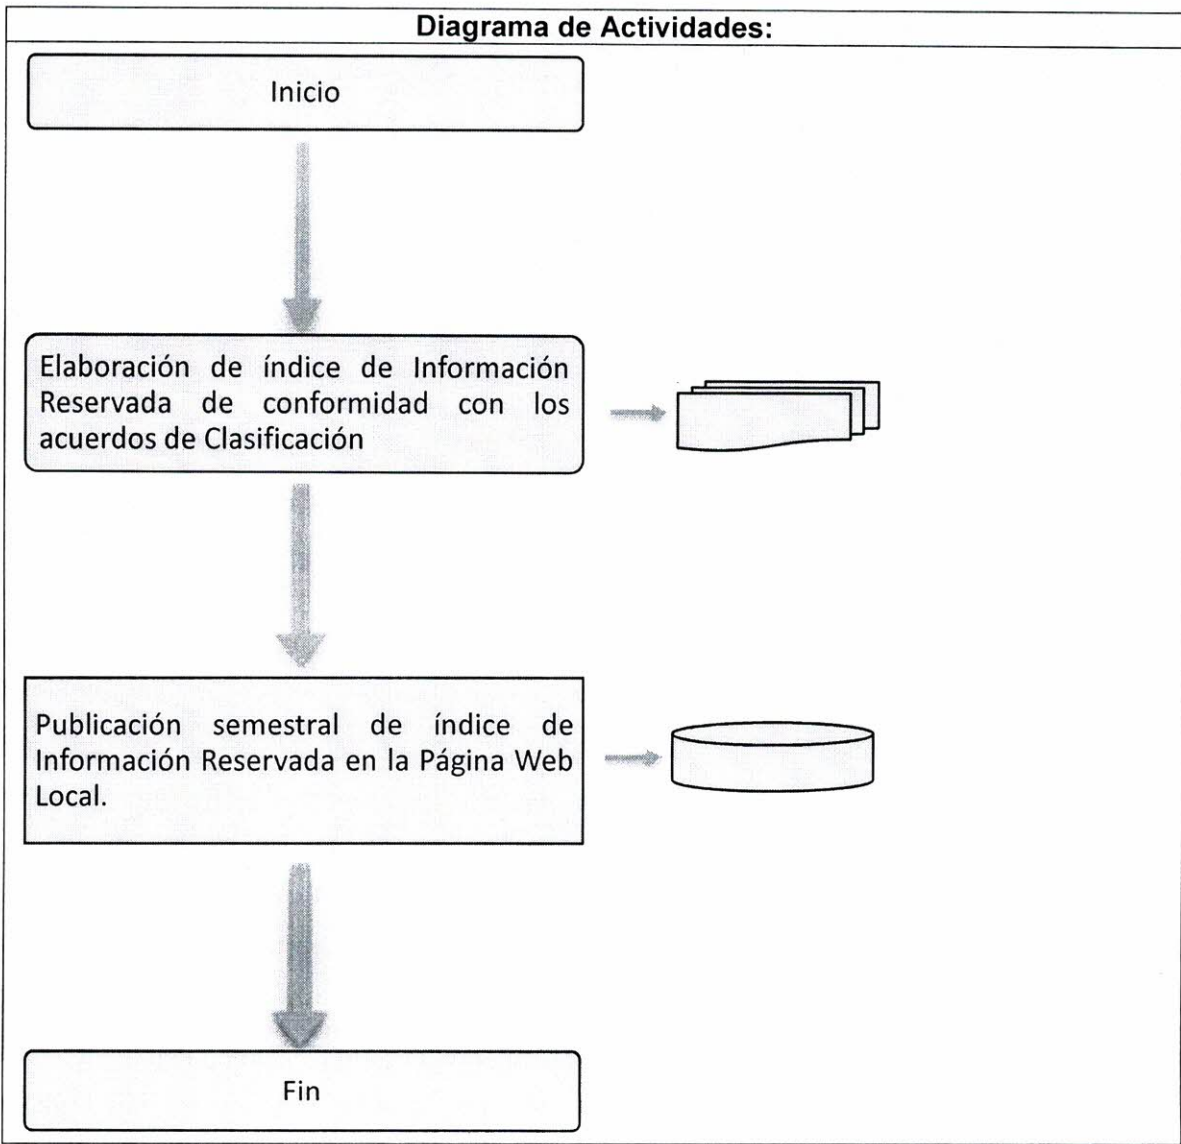 Diagrama de Actividades:
Inicio
Elaboración de índice de Información
Reservada de conformidad con los
acuerdos de Clasificación
Publicación semestral de índice de
Información Reservada en la Página Web
Local.
Fin